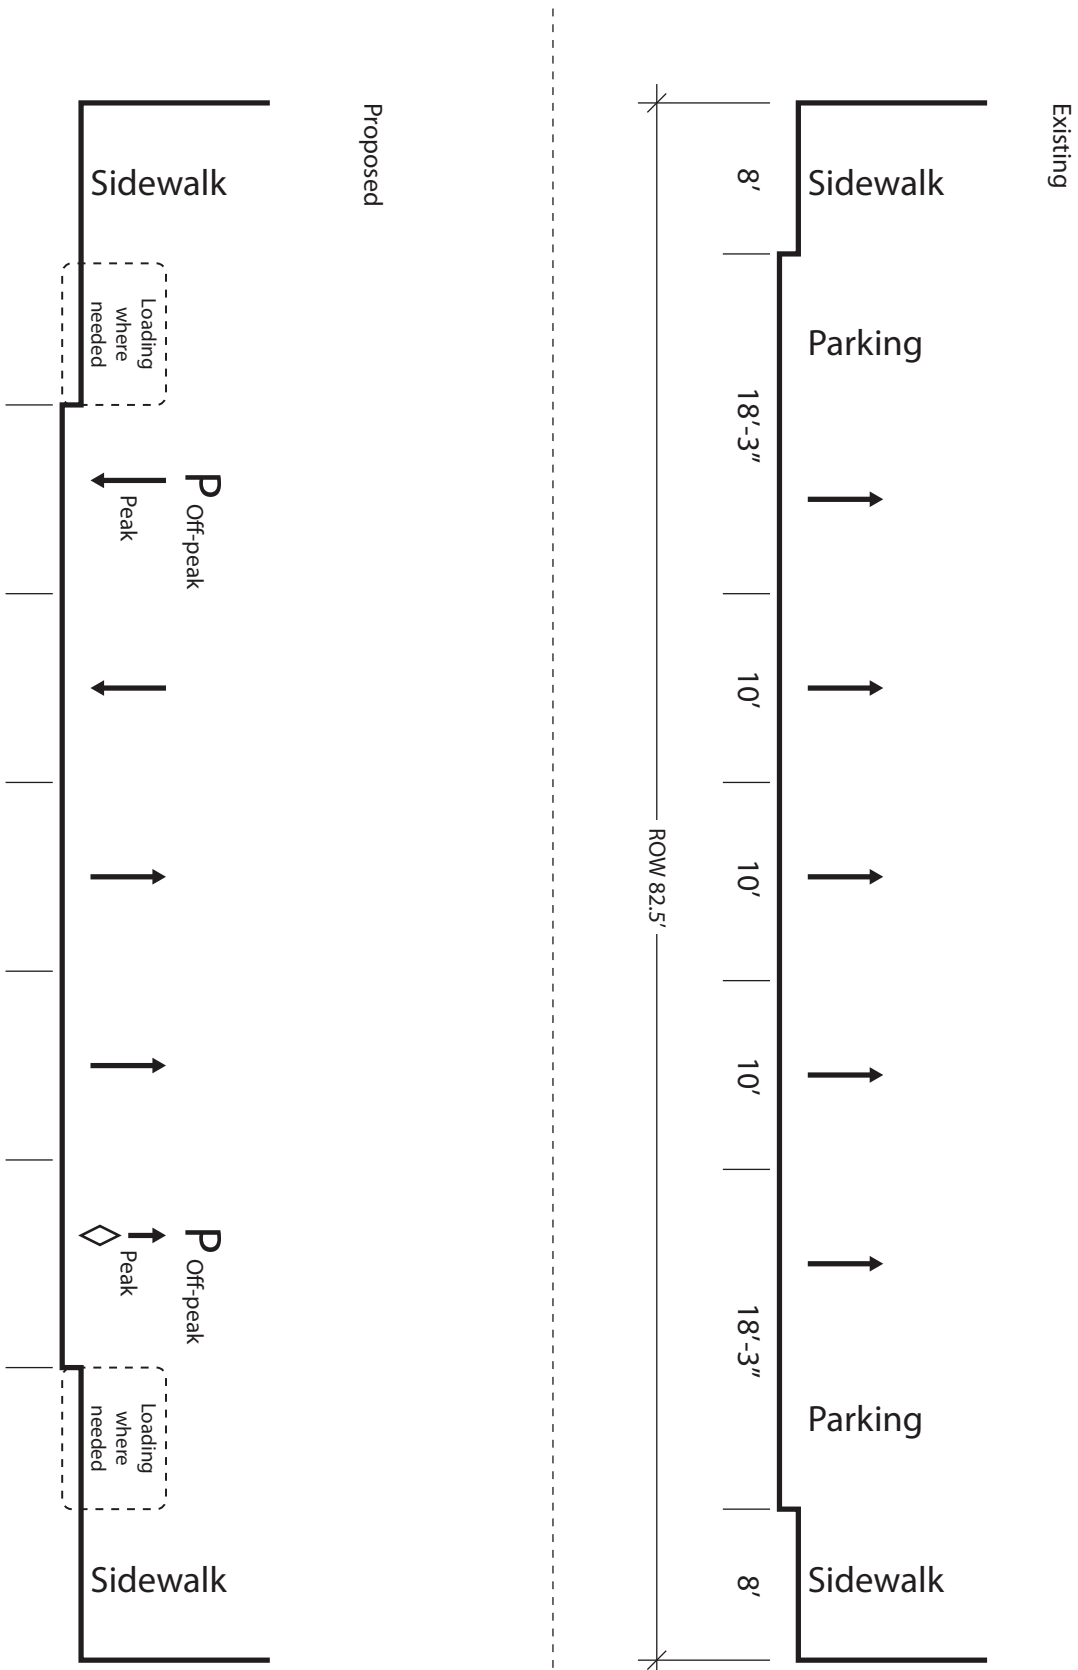 Existing
Sidewalk
Parking
Parking
Sidewalk
8′
18′-3″
10′
10′
10′
18′-3″
8′
ROW 82.5′
Proposed
Sidewalk
Loading
where
needed
P Off-peak
Peak
P Off-peak
Peak
Loading
where
needed
Sidewalk